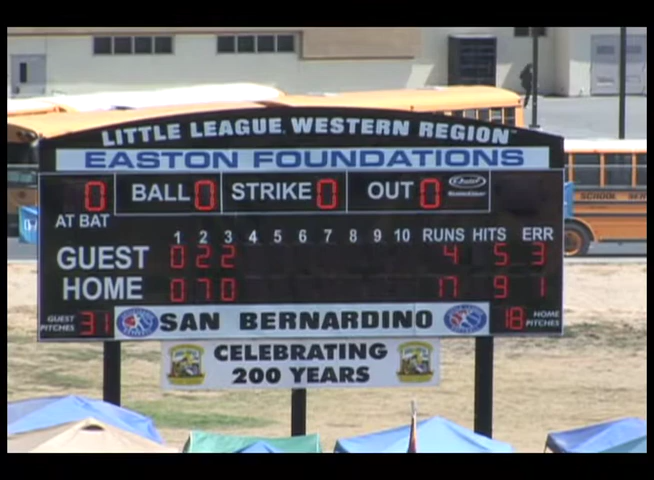 LITTLE LEAGUE WESTERN REGION
EASTON FOUNDATIONS
0 BALL 0 STRIKE 0 OUT 0
AT BAT
1 2 3 4 5 6 7 8 9 10 RUNS HITS ERR
GUEST 0 2 2 4 5 3
HOME 0 7 0 17 9 1
GUEST PITCHES 31 SAN BERNARDINO 18 HOME PITCHES
CELEBRATING
200 YEARS
SCHOOL